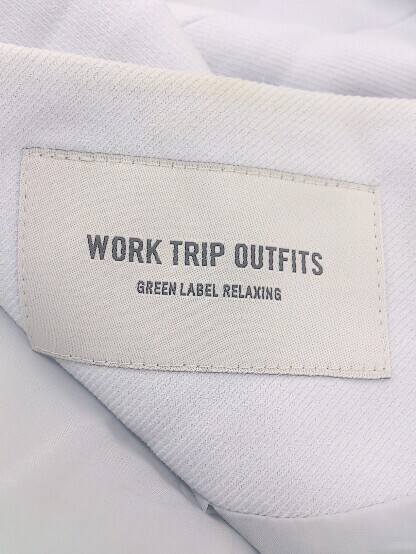 WORK TRIP OUTFITS
GREEN LABEL RELAXING